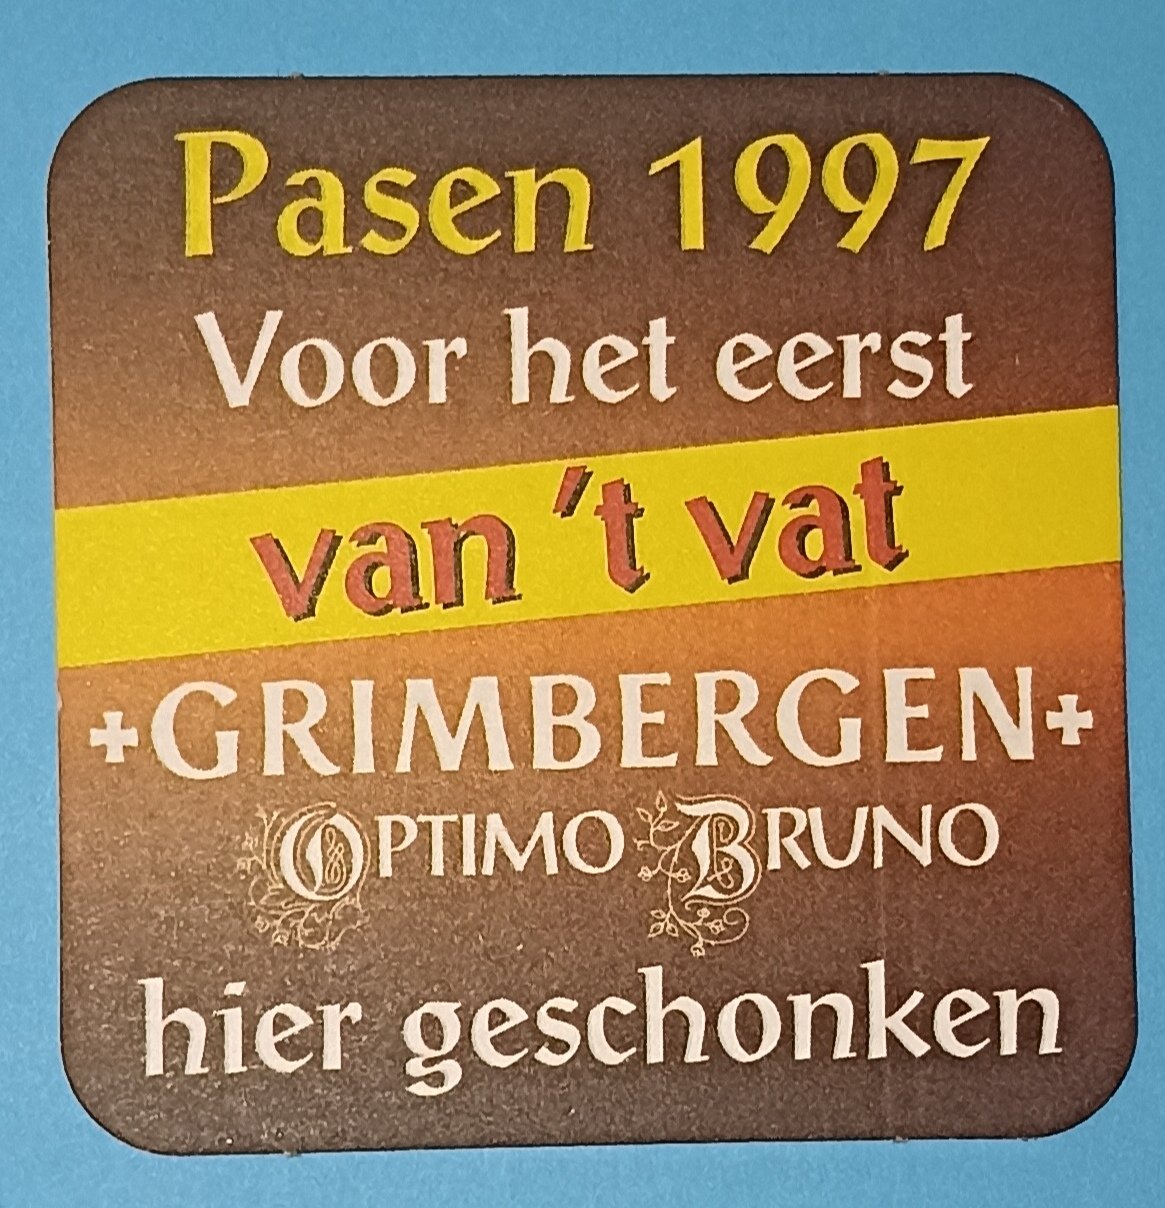 Pasen 1997
Voor het eerst
van 't vat
+GRIMBERGEN+
OPTIMO BRUNO
hier geschonken